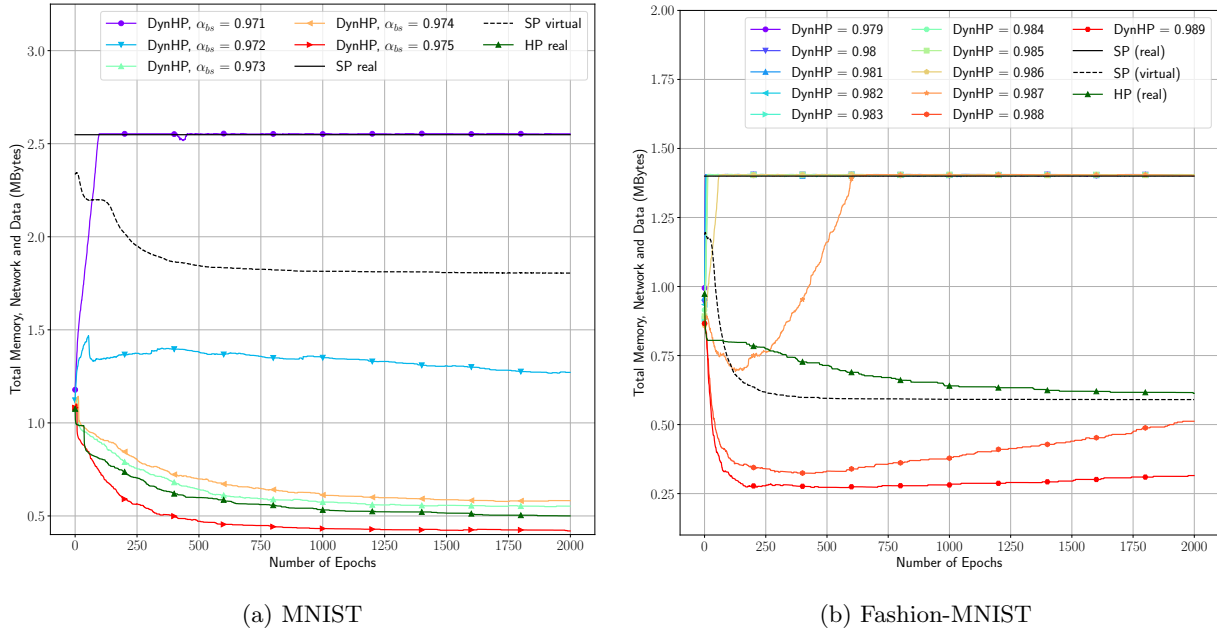 DynHP, αbs = 0.971
DynHP, αbs = 0.972
DynHP, αbs = 0.973
DynHP, αbs = 0.974
DynHP, αbs = 0.975
SP real
SP virtual
HP real
3.0
2.5
2.0
1.5
1.0
0.5
Total Memory, Network and Data (MBytes)
0
250
500
750
1000
1250
1500
1750
2000
Number of Epochs
(a) MNIST
DynHP = 0.979
DynHP = 0.98
DynHP = 0.981
DynHP = 0.982
DynHP = 0.983
DynHP = 0.984
DynHP = 0.985
DynHP = 0.986
DynHP = 0.987
DynHP = 0.988
DynHP = 0.989
SP (real)
SP (virtual)
HP (real)
2.00
1.75
1.50
1.25
1.00
0.75
0.50
0.25
Total Memory, Network and Data (MBytes)
0
250
500
750
1000
1250
1500
1750
2000
Number of Epochs
(b) Fashion-MNIST